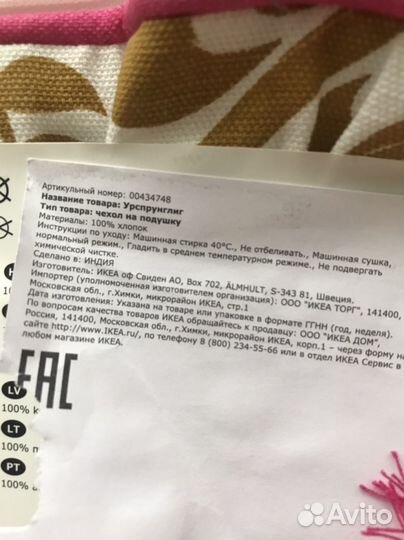 Артикульный номер: 00434748
Название товара: Урспрунглиг
Тип товара: чехол на подушку
Материалы: 100% хлопок
Инструкции по уходу: Машинная стирка 40°С., Не отбеливать., Машинная сушка,
нормальный режим., Гладить в среднем температурном режиме., Не подвергать
химической чистке.
Сделано в: ИНДИЯ
Изготовитель: ИКЕА оф Свиден АО, Box 702, ÄLMHULT, S-343 81, Швеция.
Импортер (уполномоченная изготовителем организация): ООО "ИКЕА ТОРГ", 141400,
Московская обл., г.Химки, микрорайон ИКЕА, стр.1
Дата изготовления: Указана на товаре или упаковке в формате ГГНН (год, неделя).
По вопросам качества товаров ИКЕА обращайтесь к продавцу: ООО "ИКЕА ДОМ",
Россия, 141400, Московская обл., г.Химки, микрорайон ИКЕА, корп.1 – через форму на
сайте http://www.IKEA.ru/, по телефону 8 (800) 234-55-66 или в отдел ИКЕА Сервис в
любом магазине ИКЕА.
EAC
LV
100%
LT
100%
PT
100%
Avito